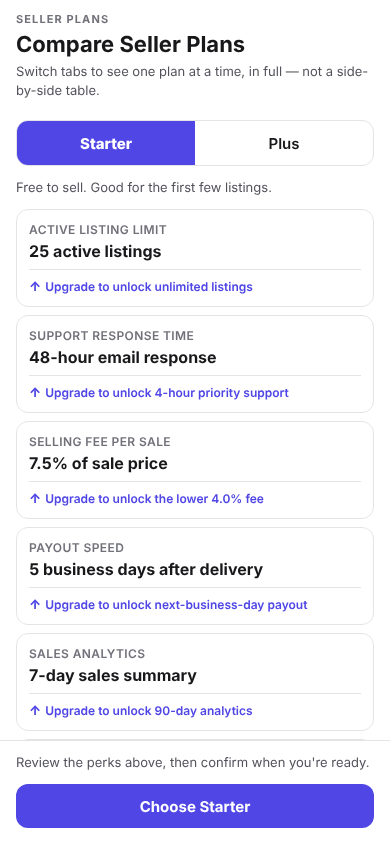 SELLER PLANS
Compare Seller Plans
Switch tabs to see one plan at a time, in full — not a side-
by-side table.
Starter
Plus
Free to sell. Good for the first few listings.
ACTIVE LISTING LIMIT
25 active listings
↑ Upgrade to unlock unlimited listings
SUPPORT RESPONSE TIME
48-hour email response
↑ Upgrade to unlock 4-hour priority support
SELLING FEE PER SALE
7.5% of sale price
↑ Upgrade to unlock the lower 4.0% fee
PAYOUT SPEED
5 business days after delivery
↑ Upgrade to unlock next-business-day payout
SALES ANALYTICS
7-day sales summary
↑ Upgrade to unlock 90-day analytics
Review the perks above, then confirm when you're ready.
Choose Starter